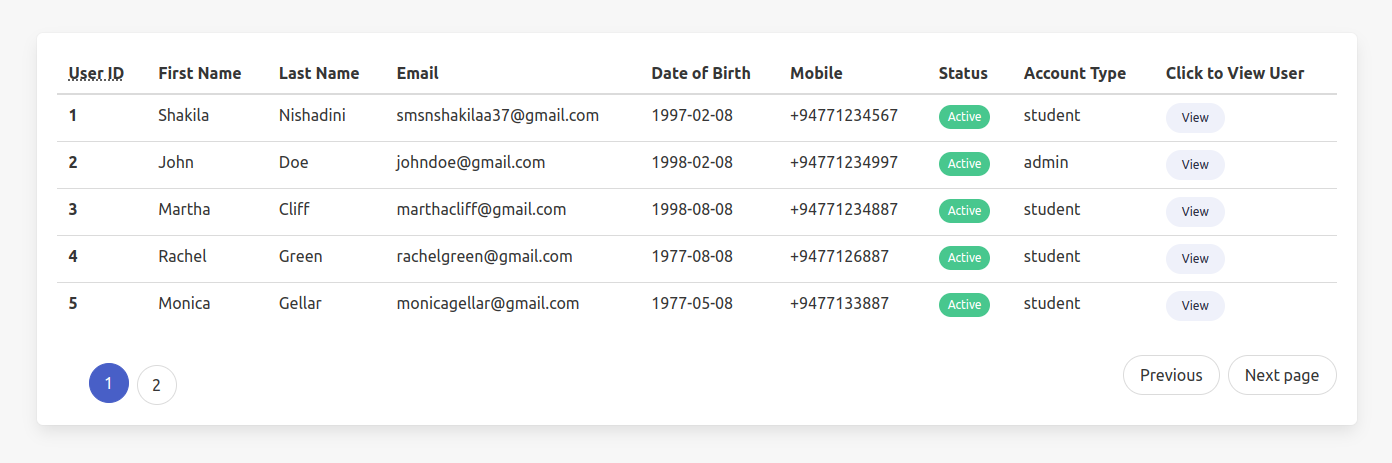 User ID First Name Last Name Email Date of Birth Mobile Status Account Type Click to View User
1 Shakila Nishadini smsnshakilaa37@gmail.com 1997-02-08 +94771234567 Active student View
2 John Doe johndoe@gmail.com 1998-02-08 +94771234997 Active admin View
3 Martha Cliff marthacliff@gmail.com 1998-08-08 +94771234887 Active student View
4 Rachel Green rachelgreen@gmail.com 1977-08-08 +9477126887 Active student View
5 Monica Gellar monicagellar@gmail.com 1977-05-08 +9477133887 Active student View
1 2 Previous Next page